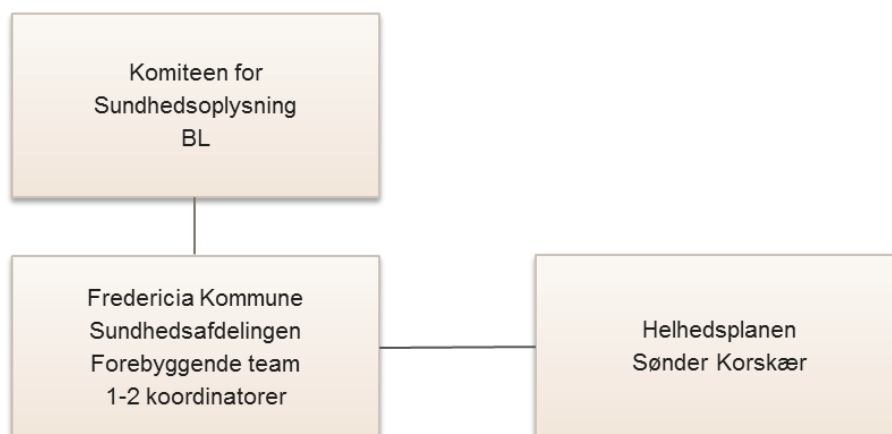 Komiteen for
Sundhedsoplysning
BL
Fredericia Kommune
Sundhedsafdelingen
Forebyggende team
1-2 koordinatorer
Helhedsplanen
Sønder Korskær